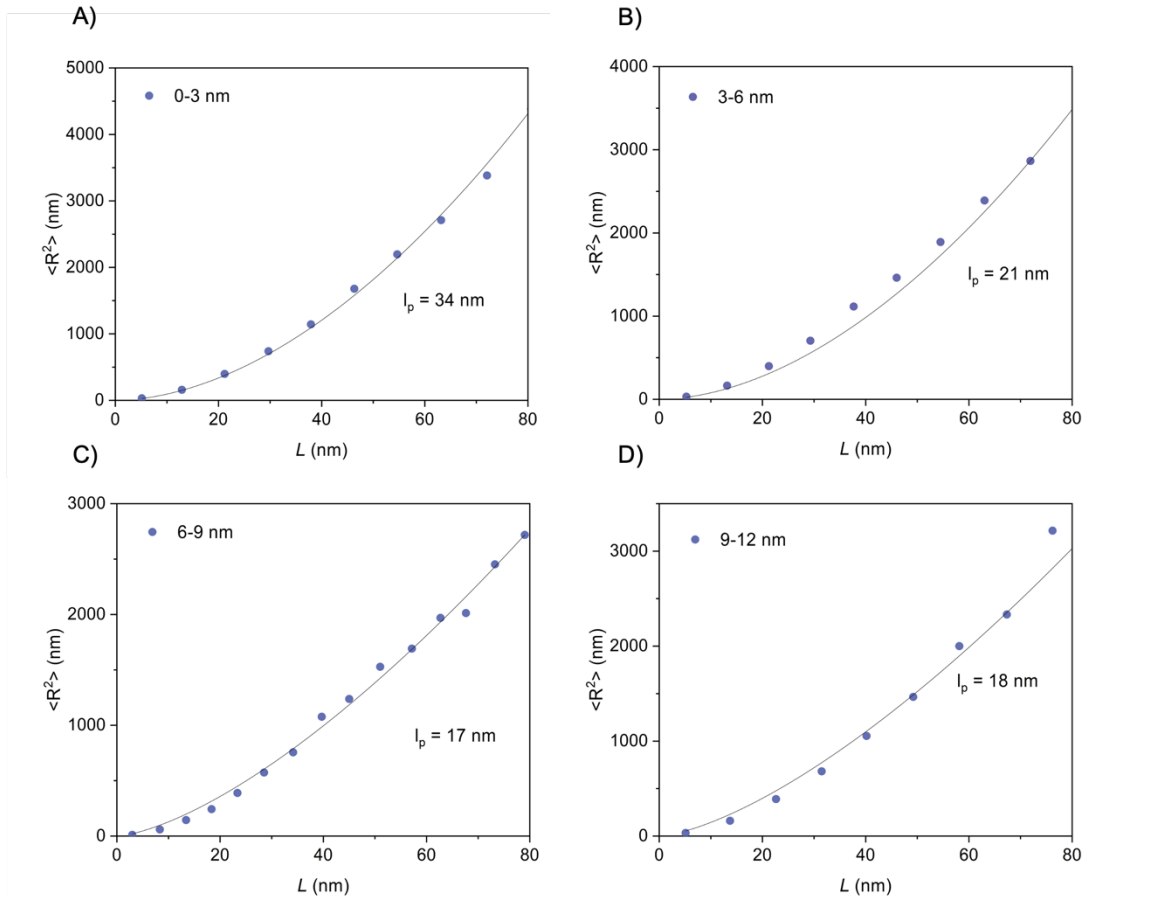 A)
5000
4000
3000
2000
1000
0
0-3 nm
<R²> (nm)
lₚ = 34 nm
0 20 40 60 80
L (nm)
B)
4000
3000
2000
1000
0
3-6 nm
<R²> (nm)
lₚ = 21 nm
0 20 40 60 80
L (nm)
C)
3000
2000
1000
0
6-9 nm
<R²> (nm)
lₚ = 17 nm
0 20 40 60 80
L (nm)
D)
3000
2000
1000
0
9-12 nm
<R²> (nm)
lₚ = 18 nm
0 20 40 60 80
L (nm)